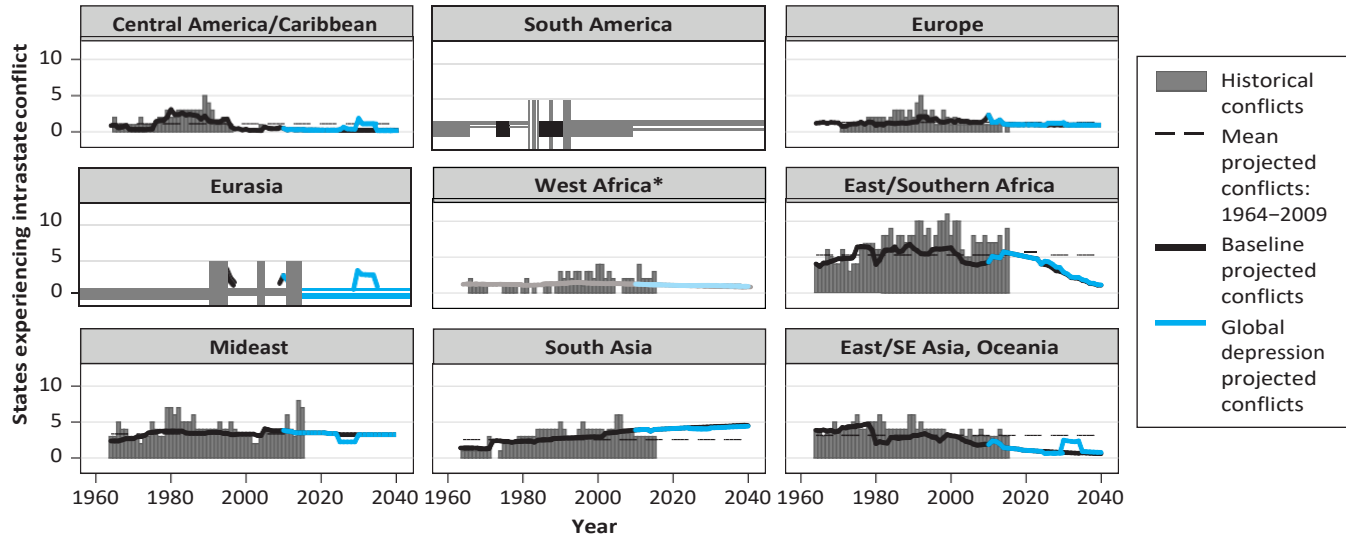 Central America/Caribbean
South America
Europe
10
5
0
Eurasia
West Africa*
East/Southern Africa
10
5
0
Mideast
South Asia
East/SE Asia, Oceania
10
5
0
1960 1980 2000 2020 2040
1960 1980 2000 2020 2040
1960 1980 2000 2020 2040
Year
States experiencing intrastate conflict
Historical
conflicts
Mean
projected
conflicts:
1964–2009
Baseline
projected
conflicts
Global
depression
projected
conflicts